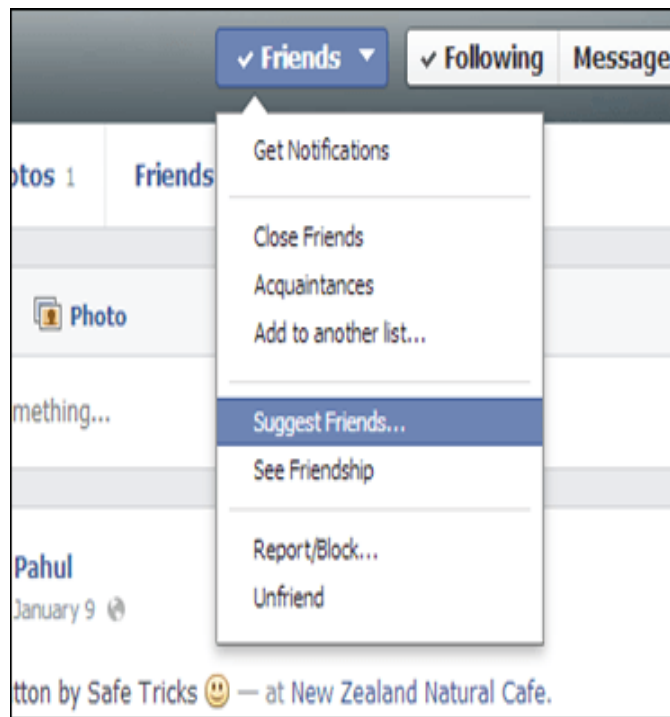 ✓ Friends ▼ ✓ Following Message
Get Notifications
otos 1 Friends
Close Friends
Acquaintances
Photo
Add to another list...
mething...
Suggest Friends...
See Friendship
Report/Block...
Pahul
Unfriend
January 9
tton by Safe Tricks — at New Zealand Natural Cafe.